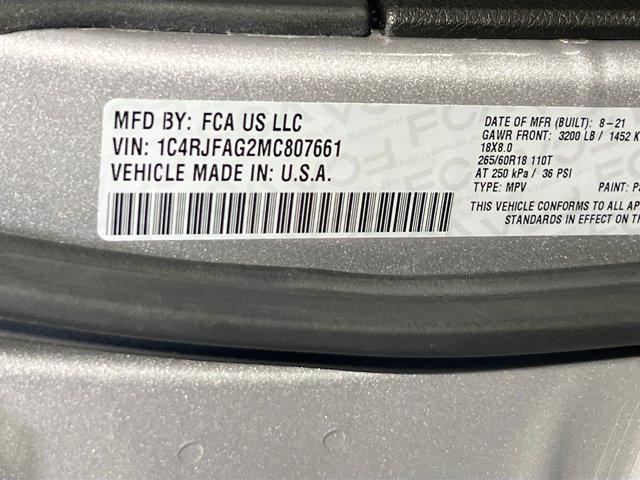 MFD BY: FCA US LLC
VIN: 1C4RJFAG2MC807661
VEHICLE MADE IN: U.S.A.
DATE OF MFR (BUILT): 8-21
GAWR FRONT: 3200 LB / 1452 K
18X8.0
265/60R18 110T
AT 250 kPa / 36 PSI
TYPE: MPV PAINT: P
THIS VEHICLE CONFORMS TO ALL AP
STANDARDS IN EFFECT ON TH